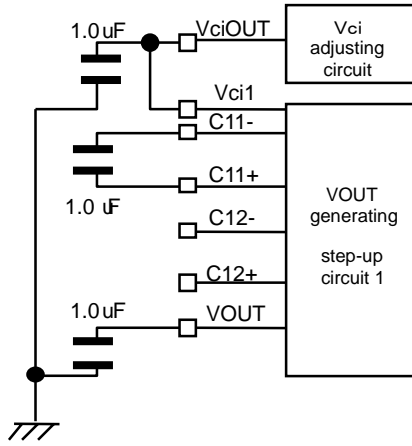 1.0uF
VciOUT
Vci
adjusting
circuit
Vci1
C11-
C11+
1.0 uF
C12-
C12+
VOUT
generating
step-up
circuit 1
1.0uF
VOUT